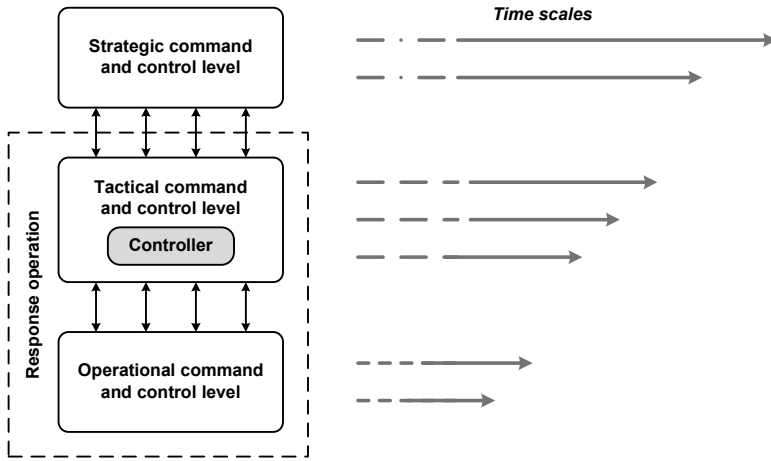 Time scales
Strategic command
and control level
Response operation
Tactical command
and control level
Controller
Operational command
and control level